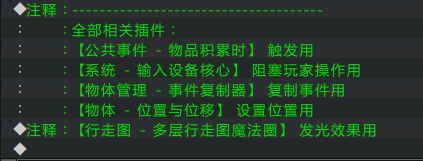 ◆注释：------------------------------------
：　　：全部相关插件：
：　　：【公共事件 - 物品积累时】 触发用
：　　：【系统 - 输入设备核心】 阻塞玩家操作用
：　　：【物体管理 - 事件复制器】 复制事件用
：　　：【物体 - 位置与位移】 设置位置用
◆注释：【行走图 - 多层行走图魔法圈】 发光效果用
◆